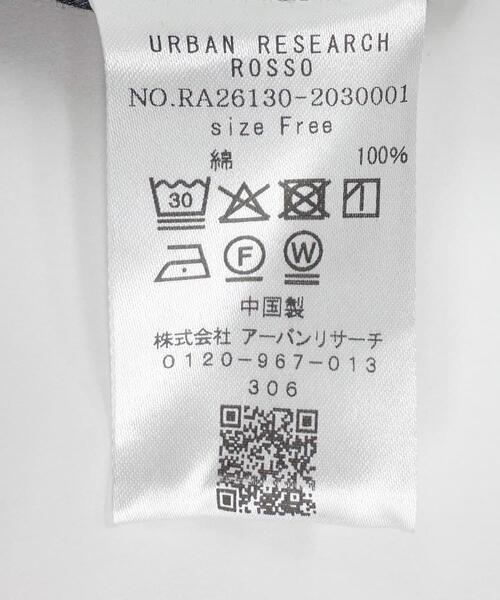 URBAN RESEARCH
ROSSO
NO.RA26130-2030001
size Free
綿 100%
30
F W
中国製
株式会社 アーバンリサーチ
0120-967-013
306